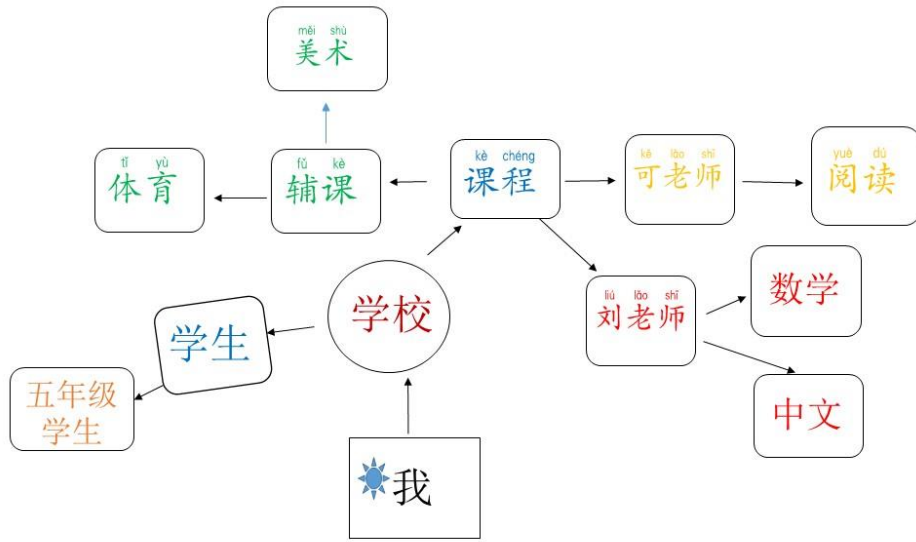 měi shù
美术
tǐ yù
体育
fǔ kè
辅课
kè chéng
课程
kě lǎo shī
可老师
yuè dú
阅读
学校
liú lǎo shī
刘老师
数学
学生
五年级
学生
中文
我